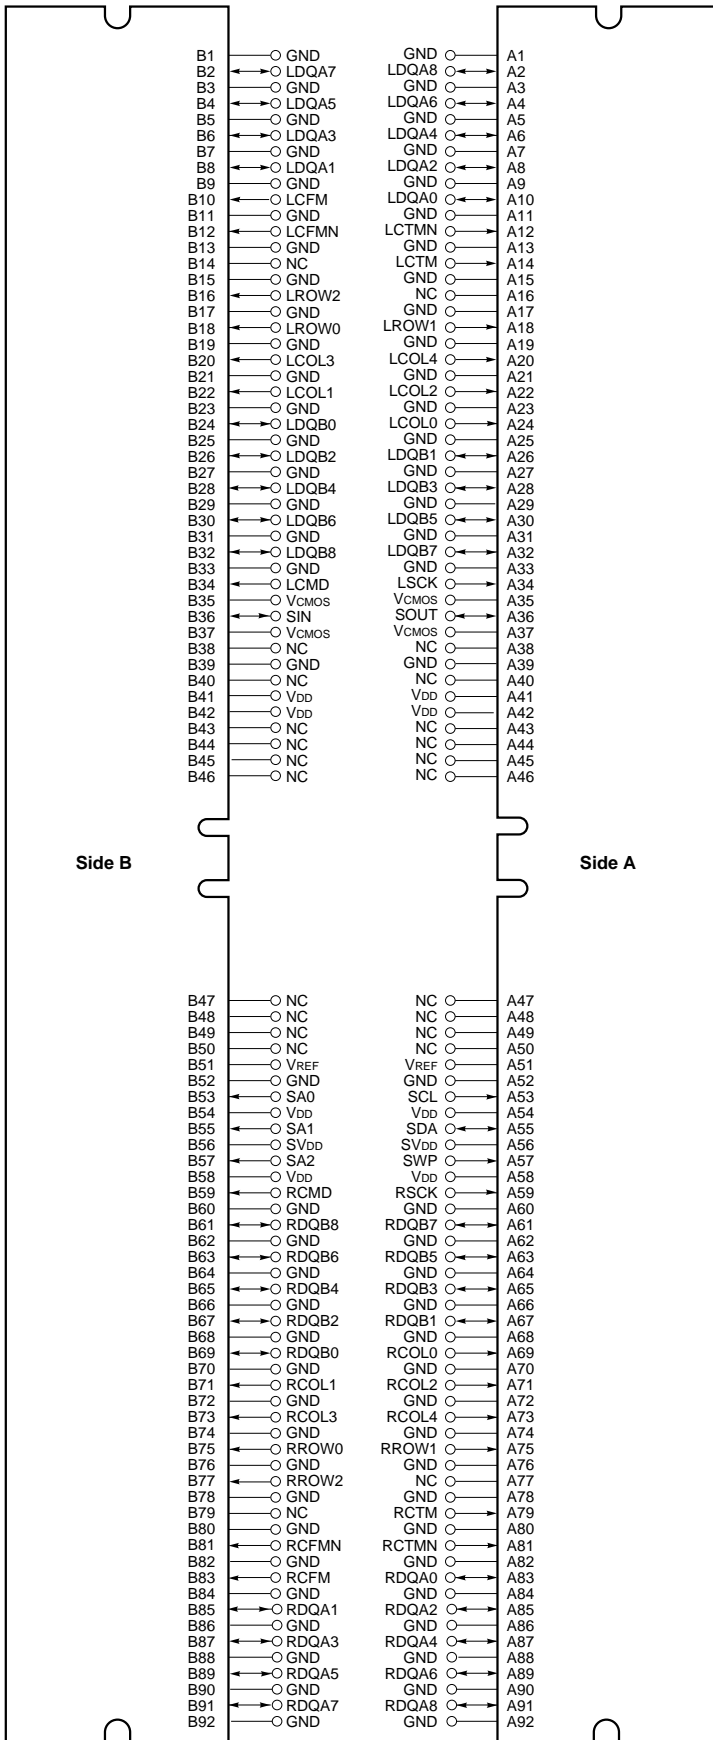 B1 GND GND A1
B2 LDQA7 LDQA8 A2
B3 GND GND A3
B4 LDQA5 LDQA6 A4
B5 GND GND A5
B6 LDQA3 LDQA4 A6
B7 GND GND A7
B8 LDQA1 LDQA2 A8
B9 GND GND A9
B10 LCFM LDQA0 A10
B11 GND GND A11
B12 LCFMN LCTMN A12
B13 GND GND A13
B14 NC LCTM A14
B15 GND GND A15
B16 LROW2 NC A16
B17 GND GND A17
B18 LROW0 LROW1 A18
B19 GND GND A19
B20 LCOL3 LCOL4 A20
B21 GND GND A21
B22 LCOL1 LCOL2 A22
B23 GND GND A23
B24 LDQB0 LCOL0 A24
B25 GND GND A25
B26 LDQB2 LDQB1 A26
B27 GND GND A27
B28 LDQB4 LDQB3 A28
B29 GND GND A29
B30 LDQB6 LDQB5 A30
B31 GND GND A31
B32 LDQB8 LDQB7 A32
B33 GND GND A33
B34 LCMD LSCK A34
B35 VCMOS VCMOS A35
B36 SIN SOUT A36
B37 VCMOS VCMOS A37
B38 NC NC A38
B39 GND GND A39
B40 NC NC A40
B41 VDD VDD A41
B42 VDD VDD A42
B43 NC NC A43
B44 NC NC A44
B45 NC NC A45
B46 NC NC A46
Side B Side A
B47 NC NC A47
B48 NC NC A48
B49 NC NC A49
B50 NC NC A50
B51 VREF VREF A51
B52 GND GND A52
B53 SA0 SCL A53
B54 VDD VDD A54
B55 SA1 SDA A55
B56 SVDD SVDD A56
B57 SA2 SWP A57
B58 VDD VDD A58
B59 RCMD RSCK A59
B60 GND GND A60
B61 RDQB8 RDQB7 A61
B62 GND GND A62
B63 RDQB6 RDQB5 A63
B64 GND GND A64
B65 RDQB4 RDQB3 A65
B66 GND GND A66
B67 RDQB2 RDQB1 A67
B68 GND GND A68
B69 RDQB0 RCOL0 A69
B70 GND GND A70
B71 RCOL1 RCOL2 A71
B72 GND GND A72
B73 RCOL3 RCOL4 A73
B74 GND GND A74
B75 RROW0 RROW1 A75
B76 GND GND A76
B77 RROW2 NC A77
B78 GND GND A78
B79 NC RCTM A79
B80 GND GND A80
B81 RCFMN RCTMN A81
B82 GND GND A82
B83 RCFM RDQA0 A83
B84 GND GND A84
B85 RDQA1 RDQA2 A85
B86 GND GND A86
B87 RDQA3 RDQA4 A87
B88 GND GND A88
B89 RDQA5 RDQA6 A89
B90 GND GND A90
B91 RDQA7 RDQA8 A91
B92 GND GND A92